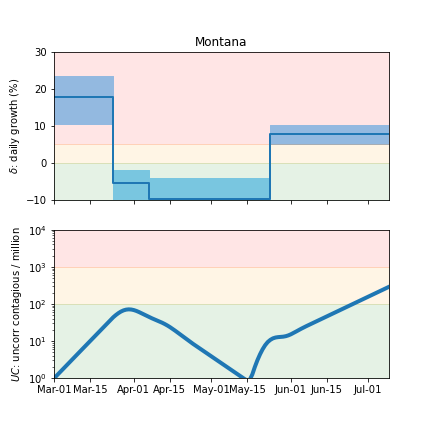 Montana
δ: daily growth (%)
30
20
10
0
−10
UC: uncorr contagious / million
10⁴
10³
10²
10¹
10⁰
Mar-01 Mar-15 Apr-01 Apr-15 May-01 May-15 Jun-01 Jun-15 Jul-01